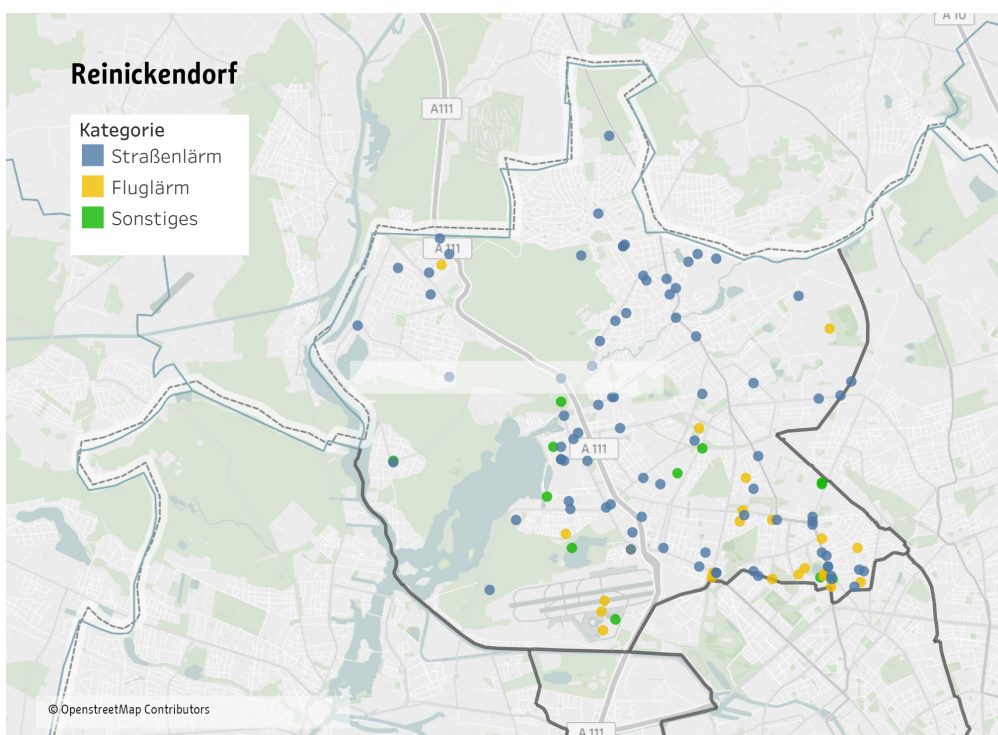 A 10
Reinickendorf
A111
Kategorie
Straßenlärm
Fluglärm
Sonstiges
A 111
A 111
© OpenstreetMap Contributors
A 111